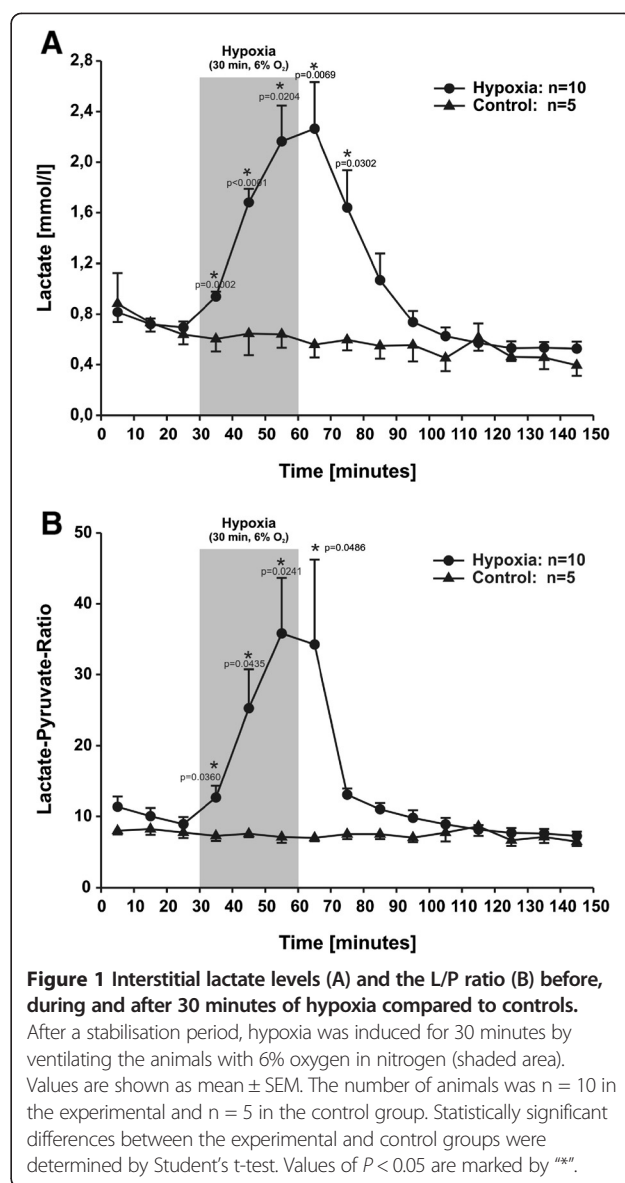 A
Hypoxia
(30 min, 6% O₂)
2,8
2,4
2,0
1,6
1,2
0,8
0,4
0,0
Lactate [mmol/l]
*
p=0.0002
*
p<0.0001
*
p=0.0204
*
p=0.0069
*
p=0.0302
Hypoxia: n=10
Control: n=5
0 10 20 30 40 50 60 70 80 90 100 110 120 130 140 150
Time [minutes]
B
Hypoxia
(30 min, 6% O₂)
50
40
30
20
10
0
Lactate-Pyruvate-Ratio
*
p=0.0360
*
p=0.0435
*
p=0.0241
* p=0.0486
Hypoxia: n=10
Control: n=5
0 10 20 30 40 50 60 70 80 90 100 110 120 130 140 150
Time [minutes]
Figure 1 Interstitial lactate levels (A) and the L/P ratio (B) before,
during and after 30 minutes of hypoxia compared to controls.
After a stabilisation period, hypoxia was induced for 30 minutes by
ventilating the animals with 6% oxygen in nitrogen (shaded area).
Values are shown as mean ± SEM. The number of animals was n = 10 in
the experimental and n = 5 in the control group. Statistically significant
differences between the experimental and control groups were
determined by Student's t-test. Values of P < 0.05 are marked by "*".